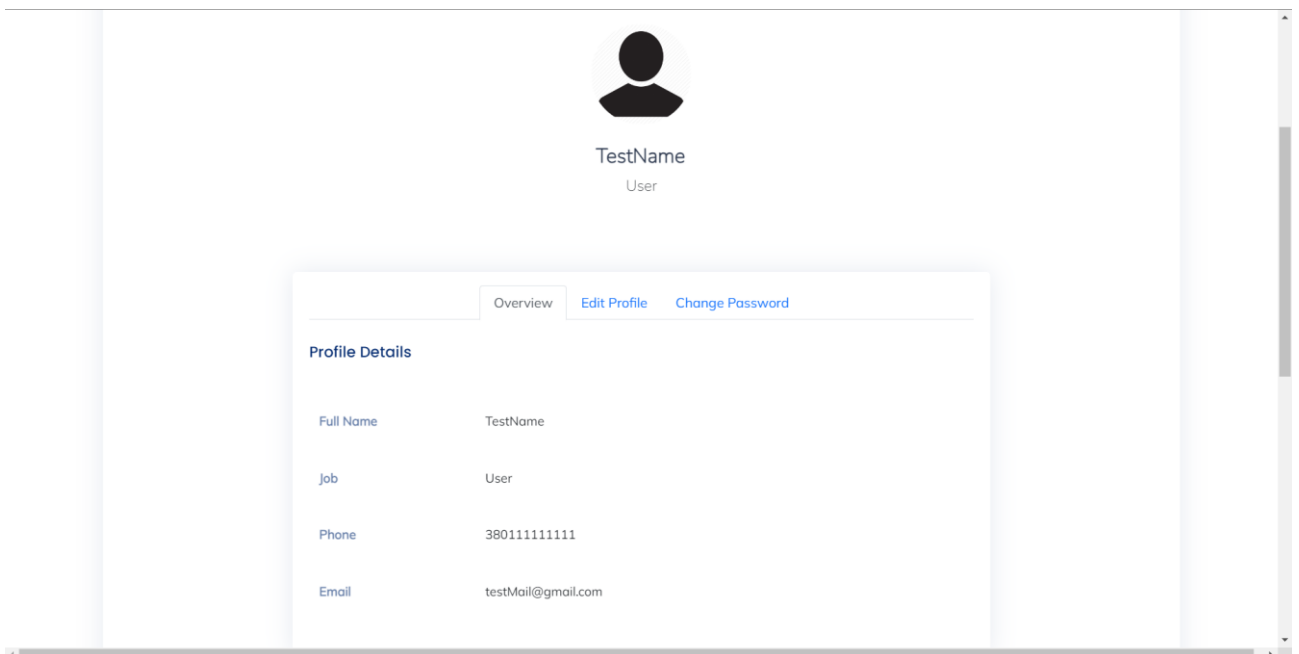 TestName
User
Overview Edit Profile Change Password
Profile Details
Full Name TestName
Job User
Phone 380111111111
Email testMail@gmail.com